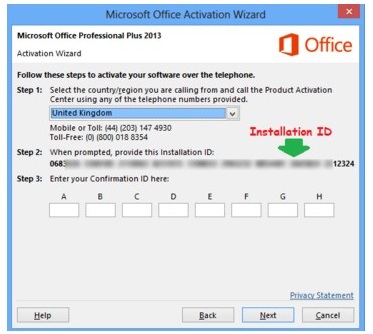 Microsoft Office Activation Wizard
Microsoft Office Professional Plus 2013
Activation Wizard
Office
Follow these steps to activate your software over the telephone.
Step 1: Select the country/region you are calling from and call the Product Activation
Center using any of the telephone numbers provided.
United Kingdom
Mobile or Toll: (44) (203) 147 4930
Toll-Free: (0) (800) 018 8354
Installation ID
Step 2: When prompted, provide this Installation ID:
068 12324
Step 3: Enter your Confirmation ID here:
A B C D E F G H
Privacy Statement
Help Back Next Cancel